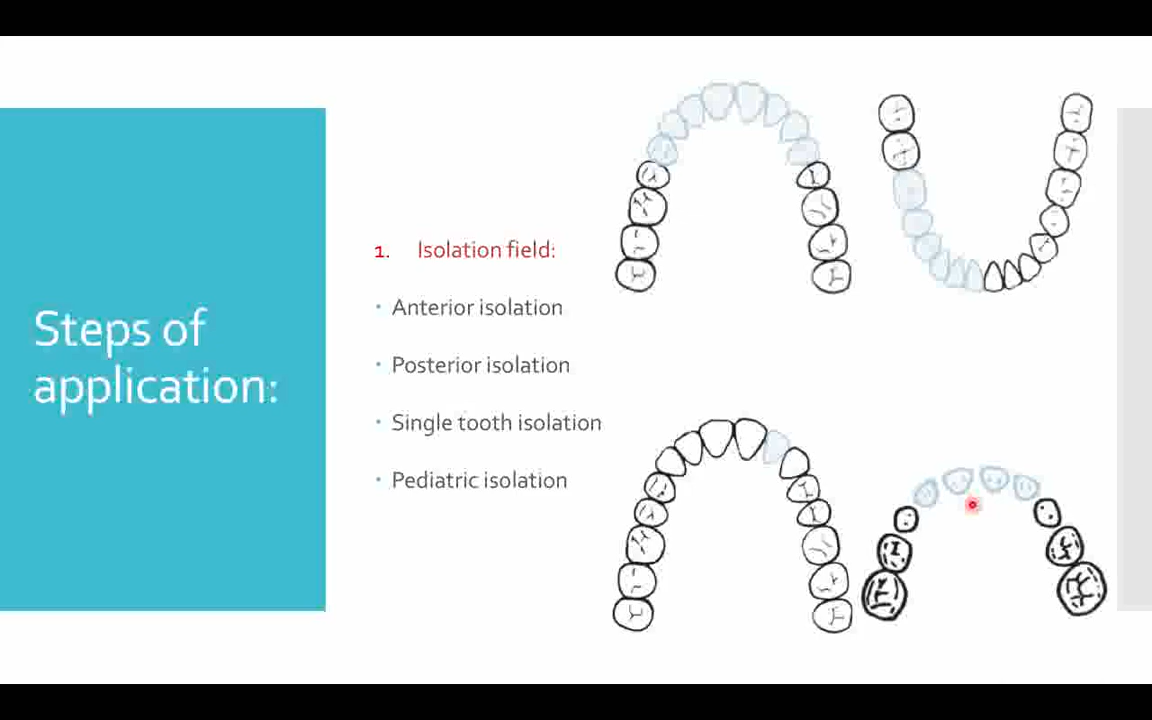 Steps of
application:
1. Isolation field:
• Anterior isolation
• Posterior isolation
• Single tooth isolation
• Pediatric isolation